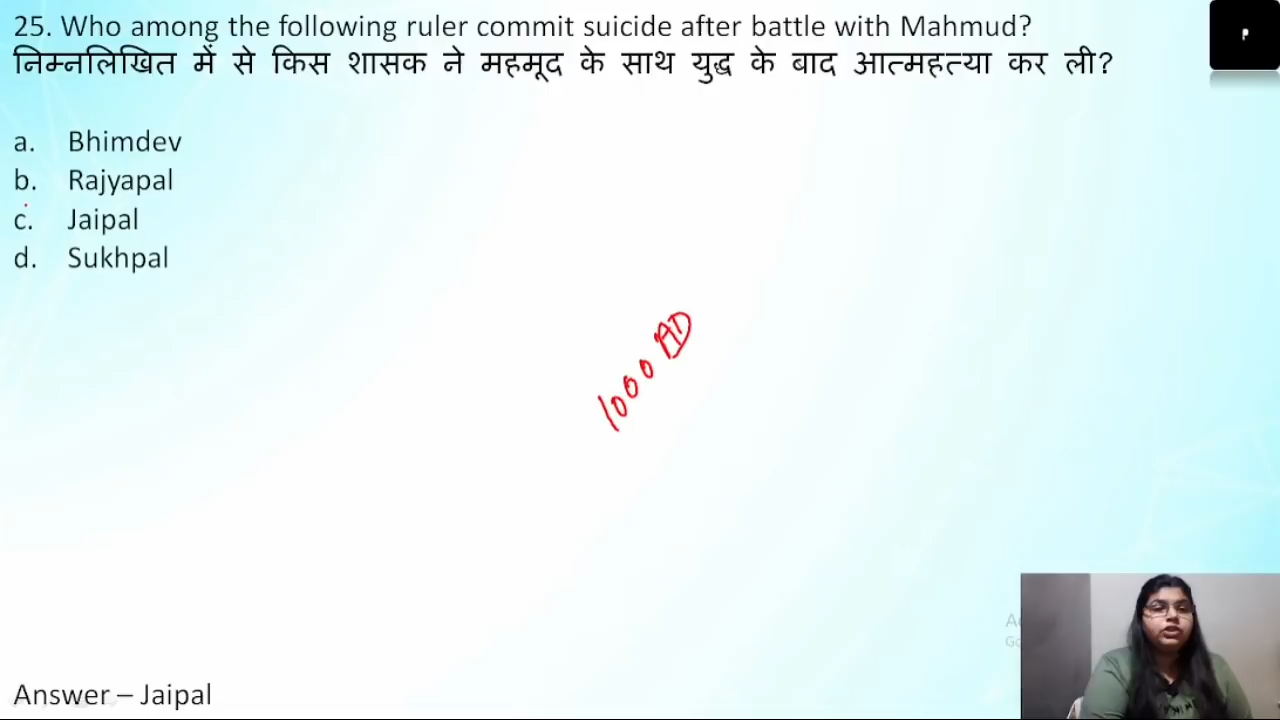 25. Who among the following ruler commit suicide after battle with Mahmud?
निम्नलिखित में से किस शासक ने महमूद के साथ युद्ध के बाद आत्महत्या कर ली?
a. Bhimdev
b. Rajyapal
c. Jaipal
d. Sukhpal
1000 AD
Answer – Jaipal